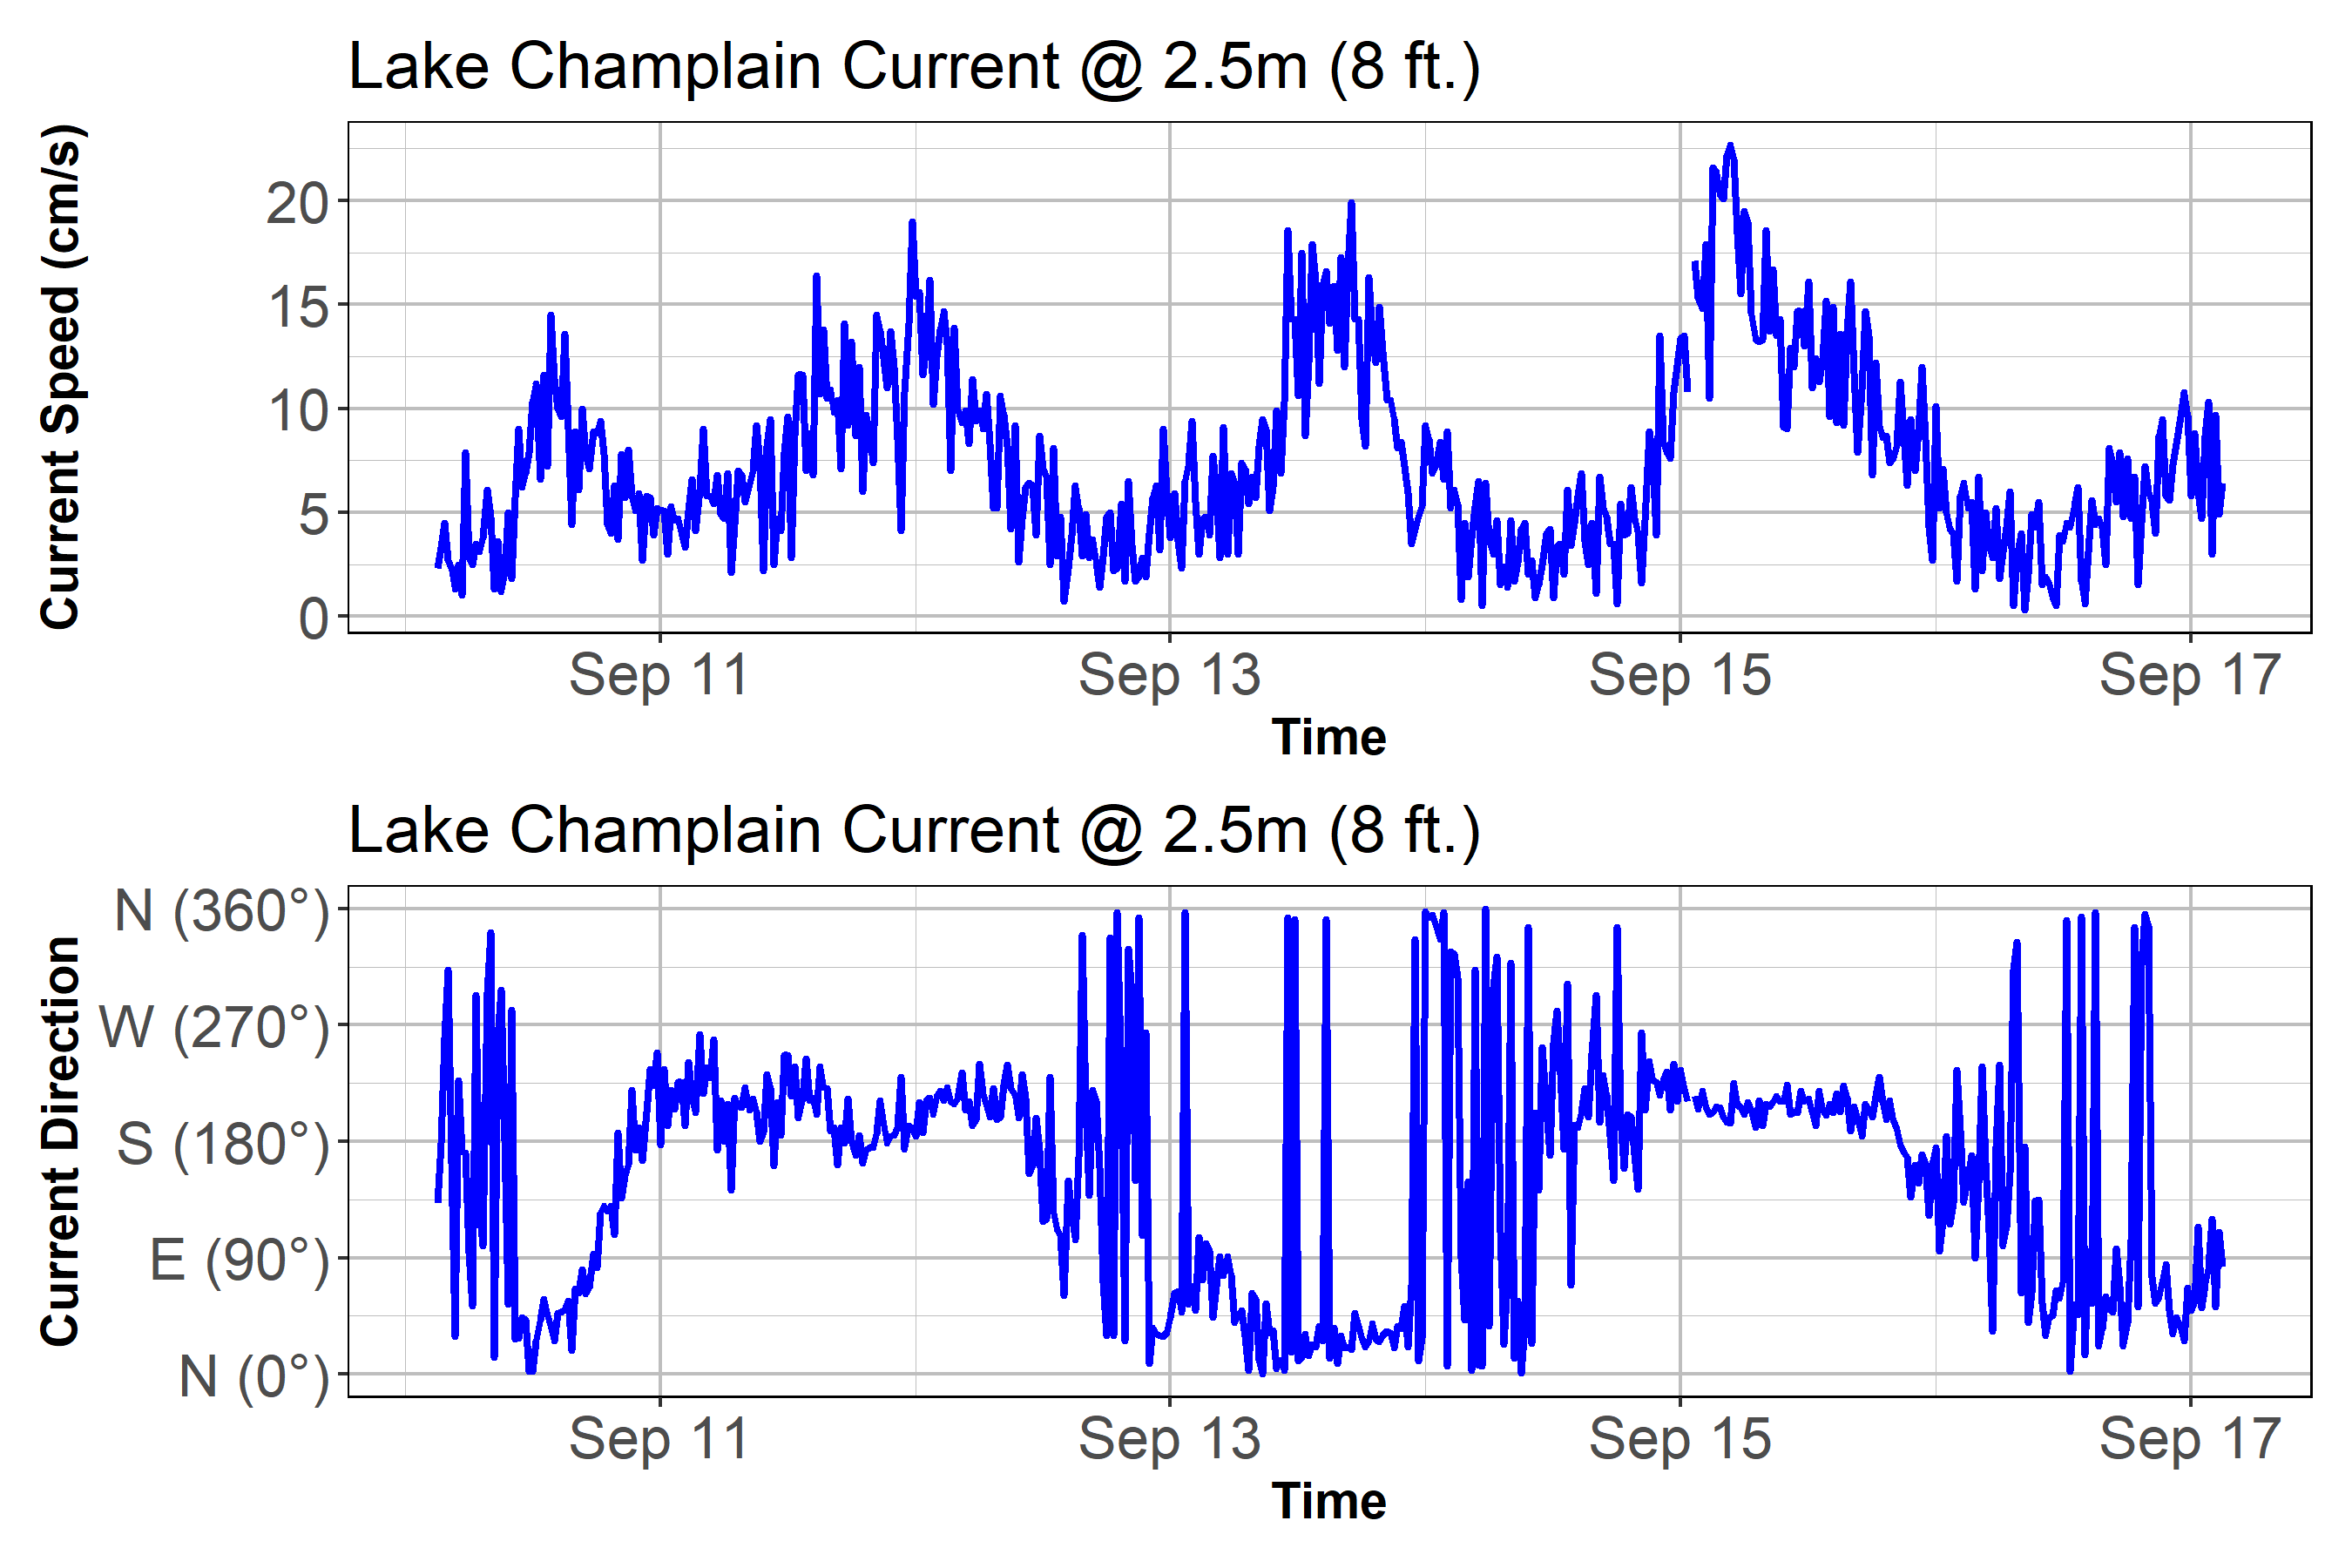 Lake Champlain Current @ 2.5m (8 ft.)
Current Speed (cm/s)
20
15
10
5
0
Sep 11 Sep 13 Sep 15 Sep 17
Time
Lake Champlain Current @ 2.5m (8 ft.)
Current Direction
N (360°)
W (270°)
S (180°)
E (90°)
N (0°)
Sep 11 Sep 13 Sep 15 Sep 17
Time